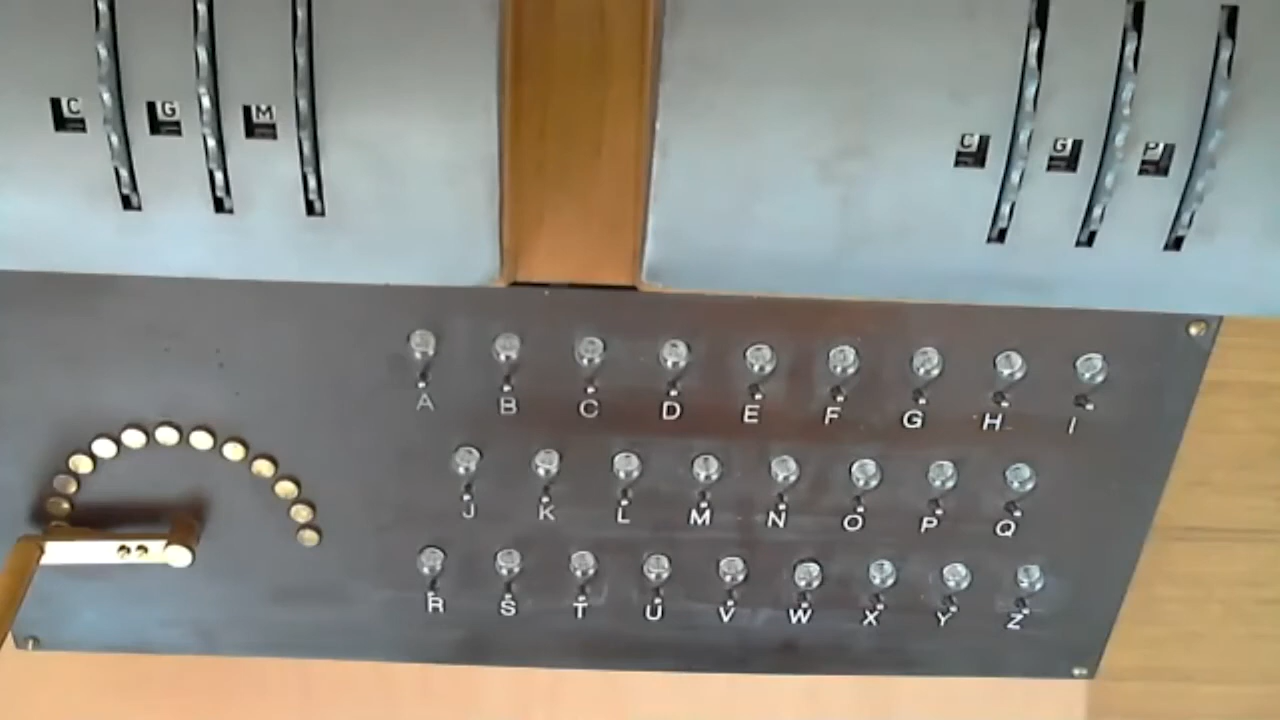 C G M C G P
A B C D E F G H I
J K L M N O P Q
R S T U V W X Y Z